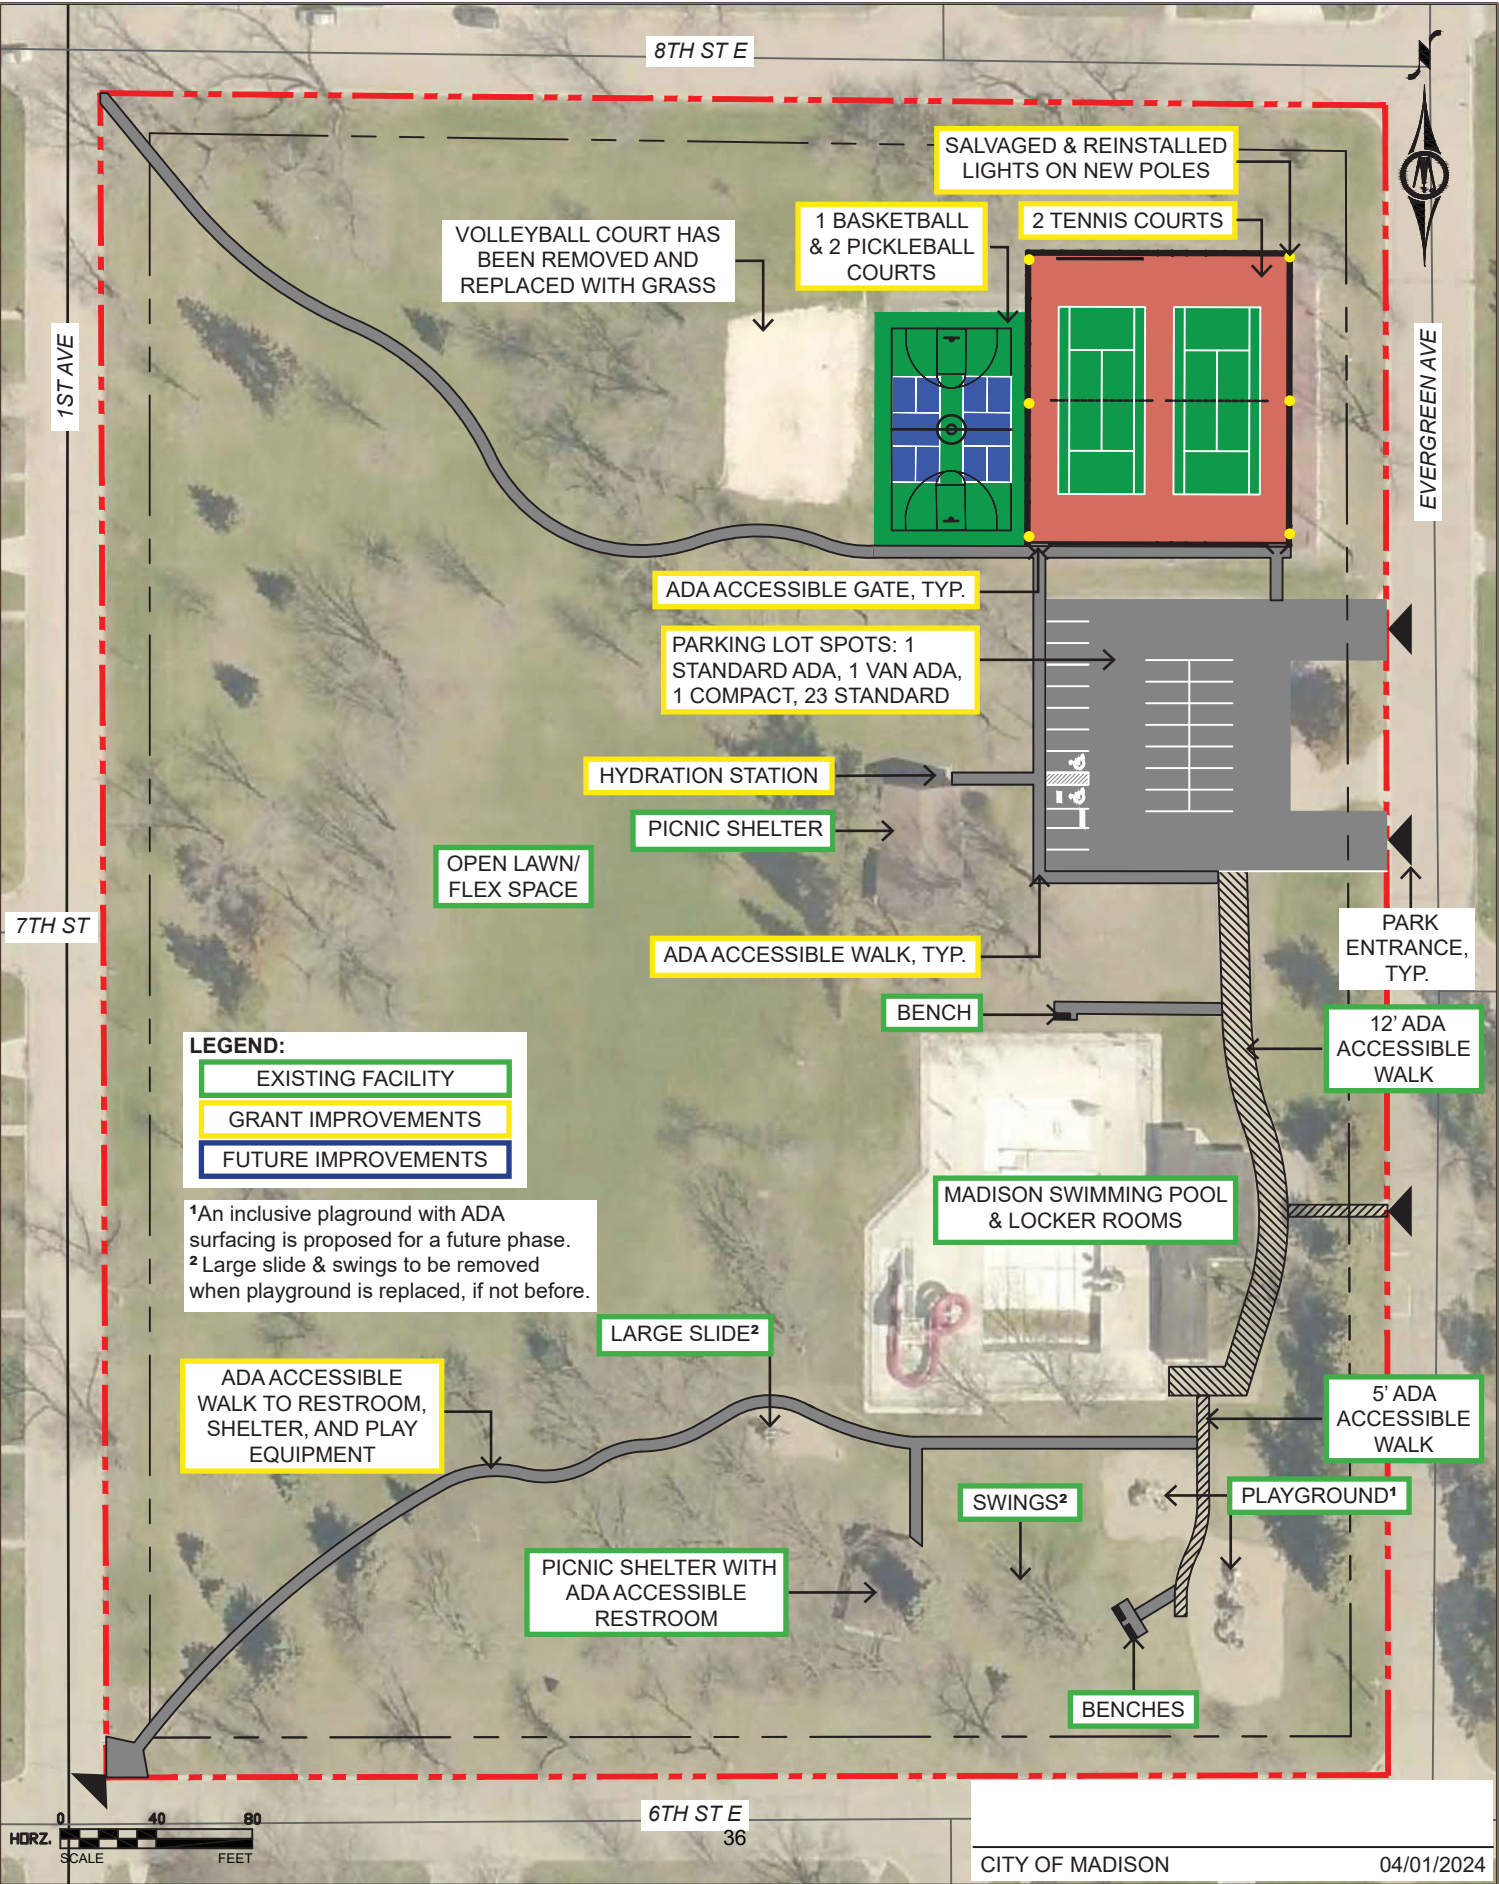 8TH ST E
SALVAGED & REINSTALLED
LIGHTS ON NEW POLES
1 BASKETBALL
& 2 PICKLEBALL
COURTS
2 TENNIS COURTS
VOLLEYBALL COURT HAS
BEEN REMOVED AND
REPLACED WITH GRASS
1ST AVE
EVERGREEN AVE
ADA ACCESSIBLE GATE, TYP.
PARKING LOT SPOTS: 1
STANDARD ADA, 1 VAN ADA,
1 COMPACT, 23 STANDARD
HYDRATION STATION
PICNIC SHELTER
OPEN LAWN/
FLEX SPACE
7TH ST
ADA ACCESSIBLE WALK, TYP.
PARK
ENTRANCE,
TYP.
BENCH
12' ADA
ACCESSIBLE
WALK
LEGEND:
EXISTING FACILITY
GRANT IMPROVEMENTS
FUTURE IMPROVEMENTS
¹An inclusive plaground with ADA
surfacing is proposed for a future phase.
² Large slide & swings to be removed
when playground is replaced, if not before.
MADISON SWIMMING POOL
& LOCKER ROOMS
LARGE SLIDE²
ADA ACCESSIBLE
WALK TO RESTROOM,
SHELTER, AND PLAY
EQUIPMENT
5' ADA
ACCESSIBLE
WALK
SWINGS²
PLAYGROUND¹
PICNIC SHELTER WITH
ADA ACCESSIBLE
RESTROOM
BENCHES
6TH ST E
36
HORZ.
0 40 80
SCALE FEET
CITY OF MADISON 04/01/2024